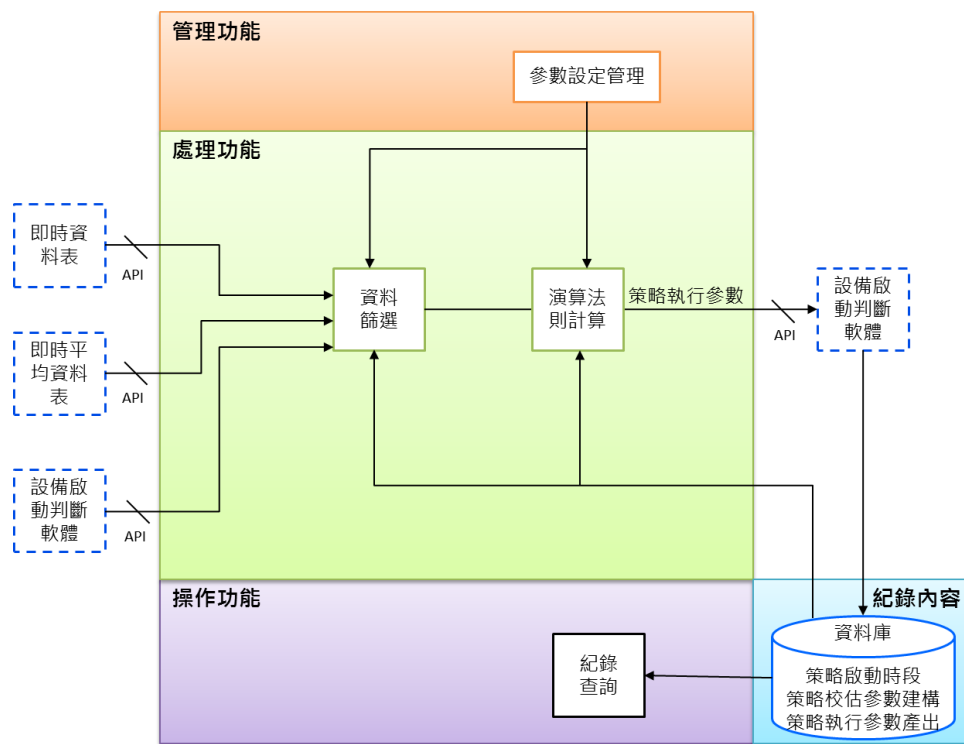 管理功能
參數設定管理
處理功能
即時資
料表
API
即時平
均資料
表
API
設備啟
動判斷
軟體
API
資料
篩選
演算法
則計算
策略執行參數
API
設備啟
動判斷
軟體
操作功能
紀錄
查詢
紀錄內容
資料庫
策略啟動時段
策略校估參數建構
策略執行參數產出